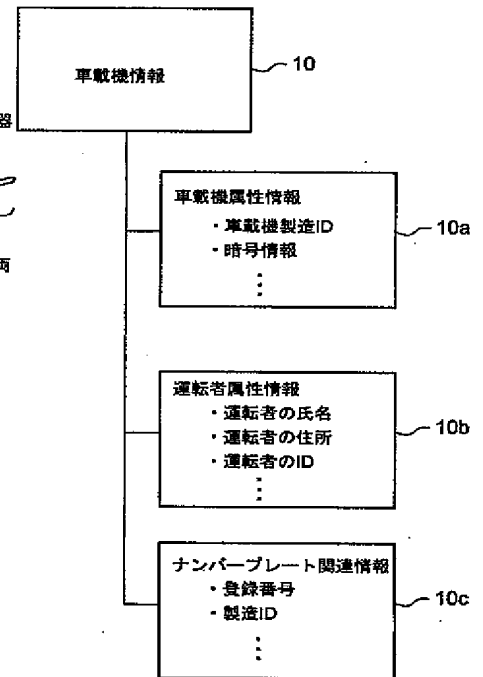 車載機情報
10
器
車載機属性情報
・車載機製造ID
・暗号情報
10a
両
運転者属性情報
・運転者の氏名
・運転者の住所
・運転者のID
10b
ナンバープレート関連情報
・登録番号
・製造ID
10c